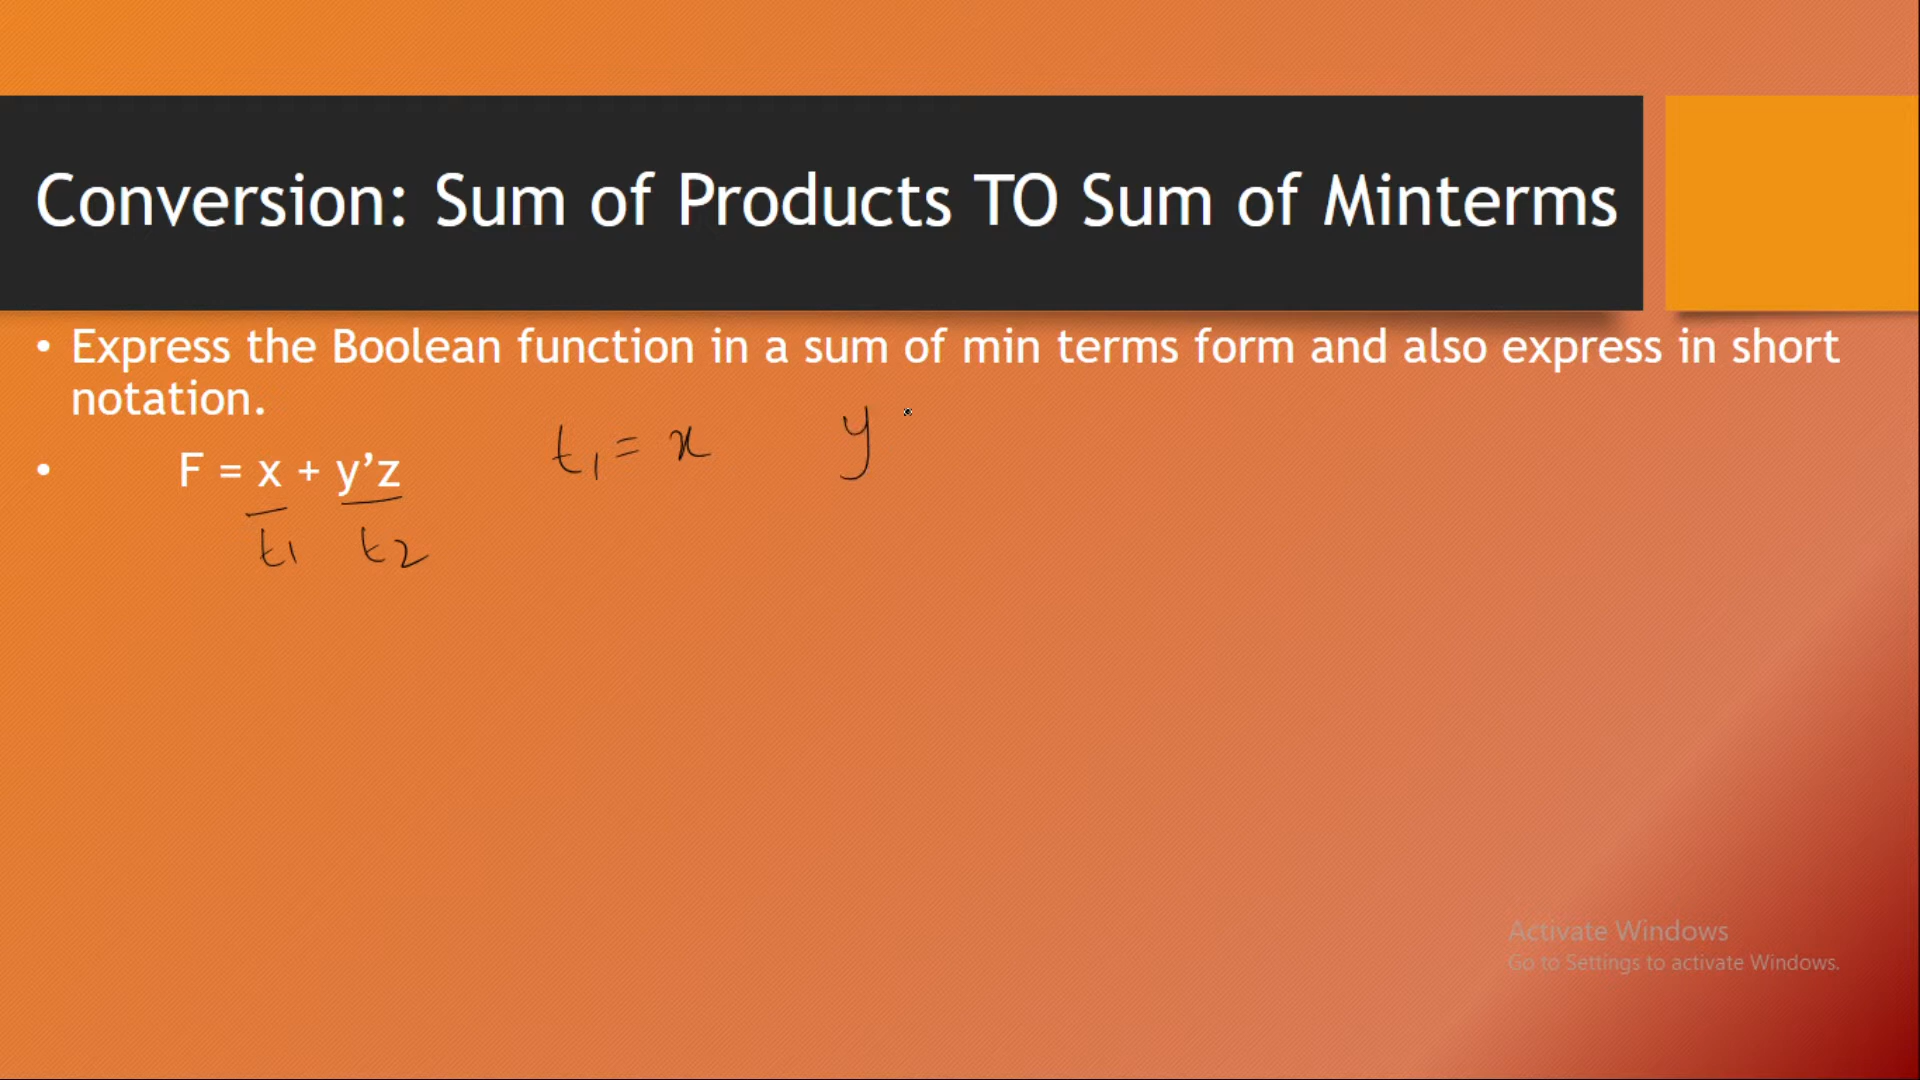 Conversion: Sum of Products TO Sum of Minterms
• Express the Boolean function in a sum of min terms form and also express in short
notation.
• F = x + y’z
t1 t2
t1 = x y
Activate Windows
Go to Settings to activate Windows.